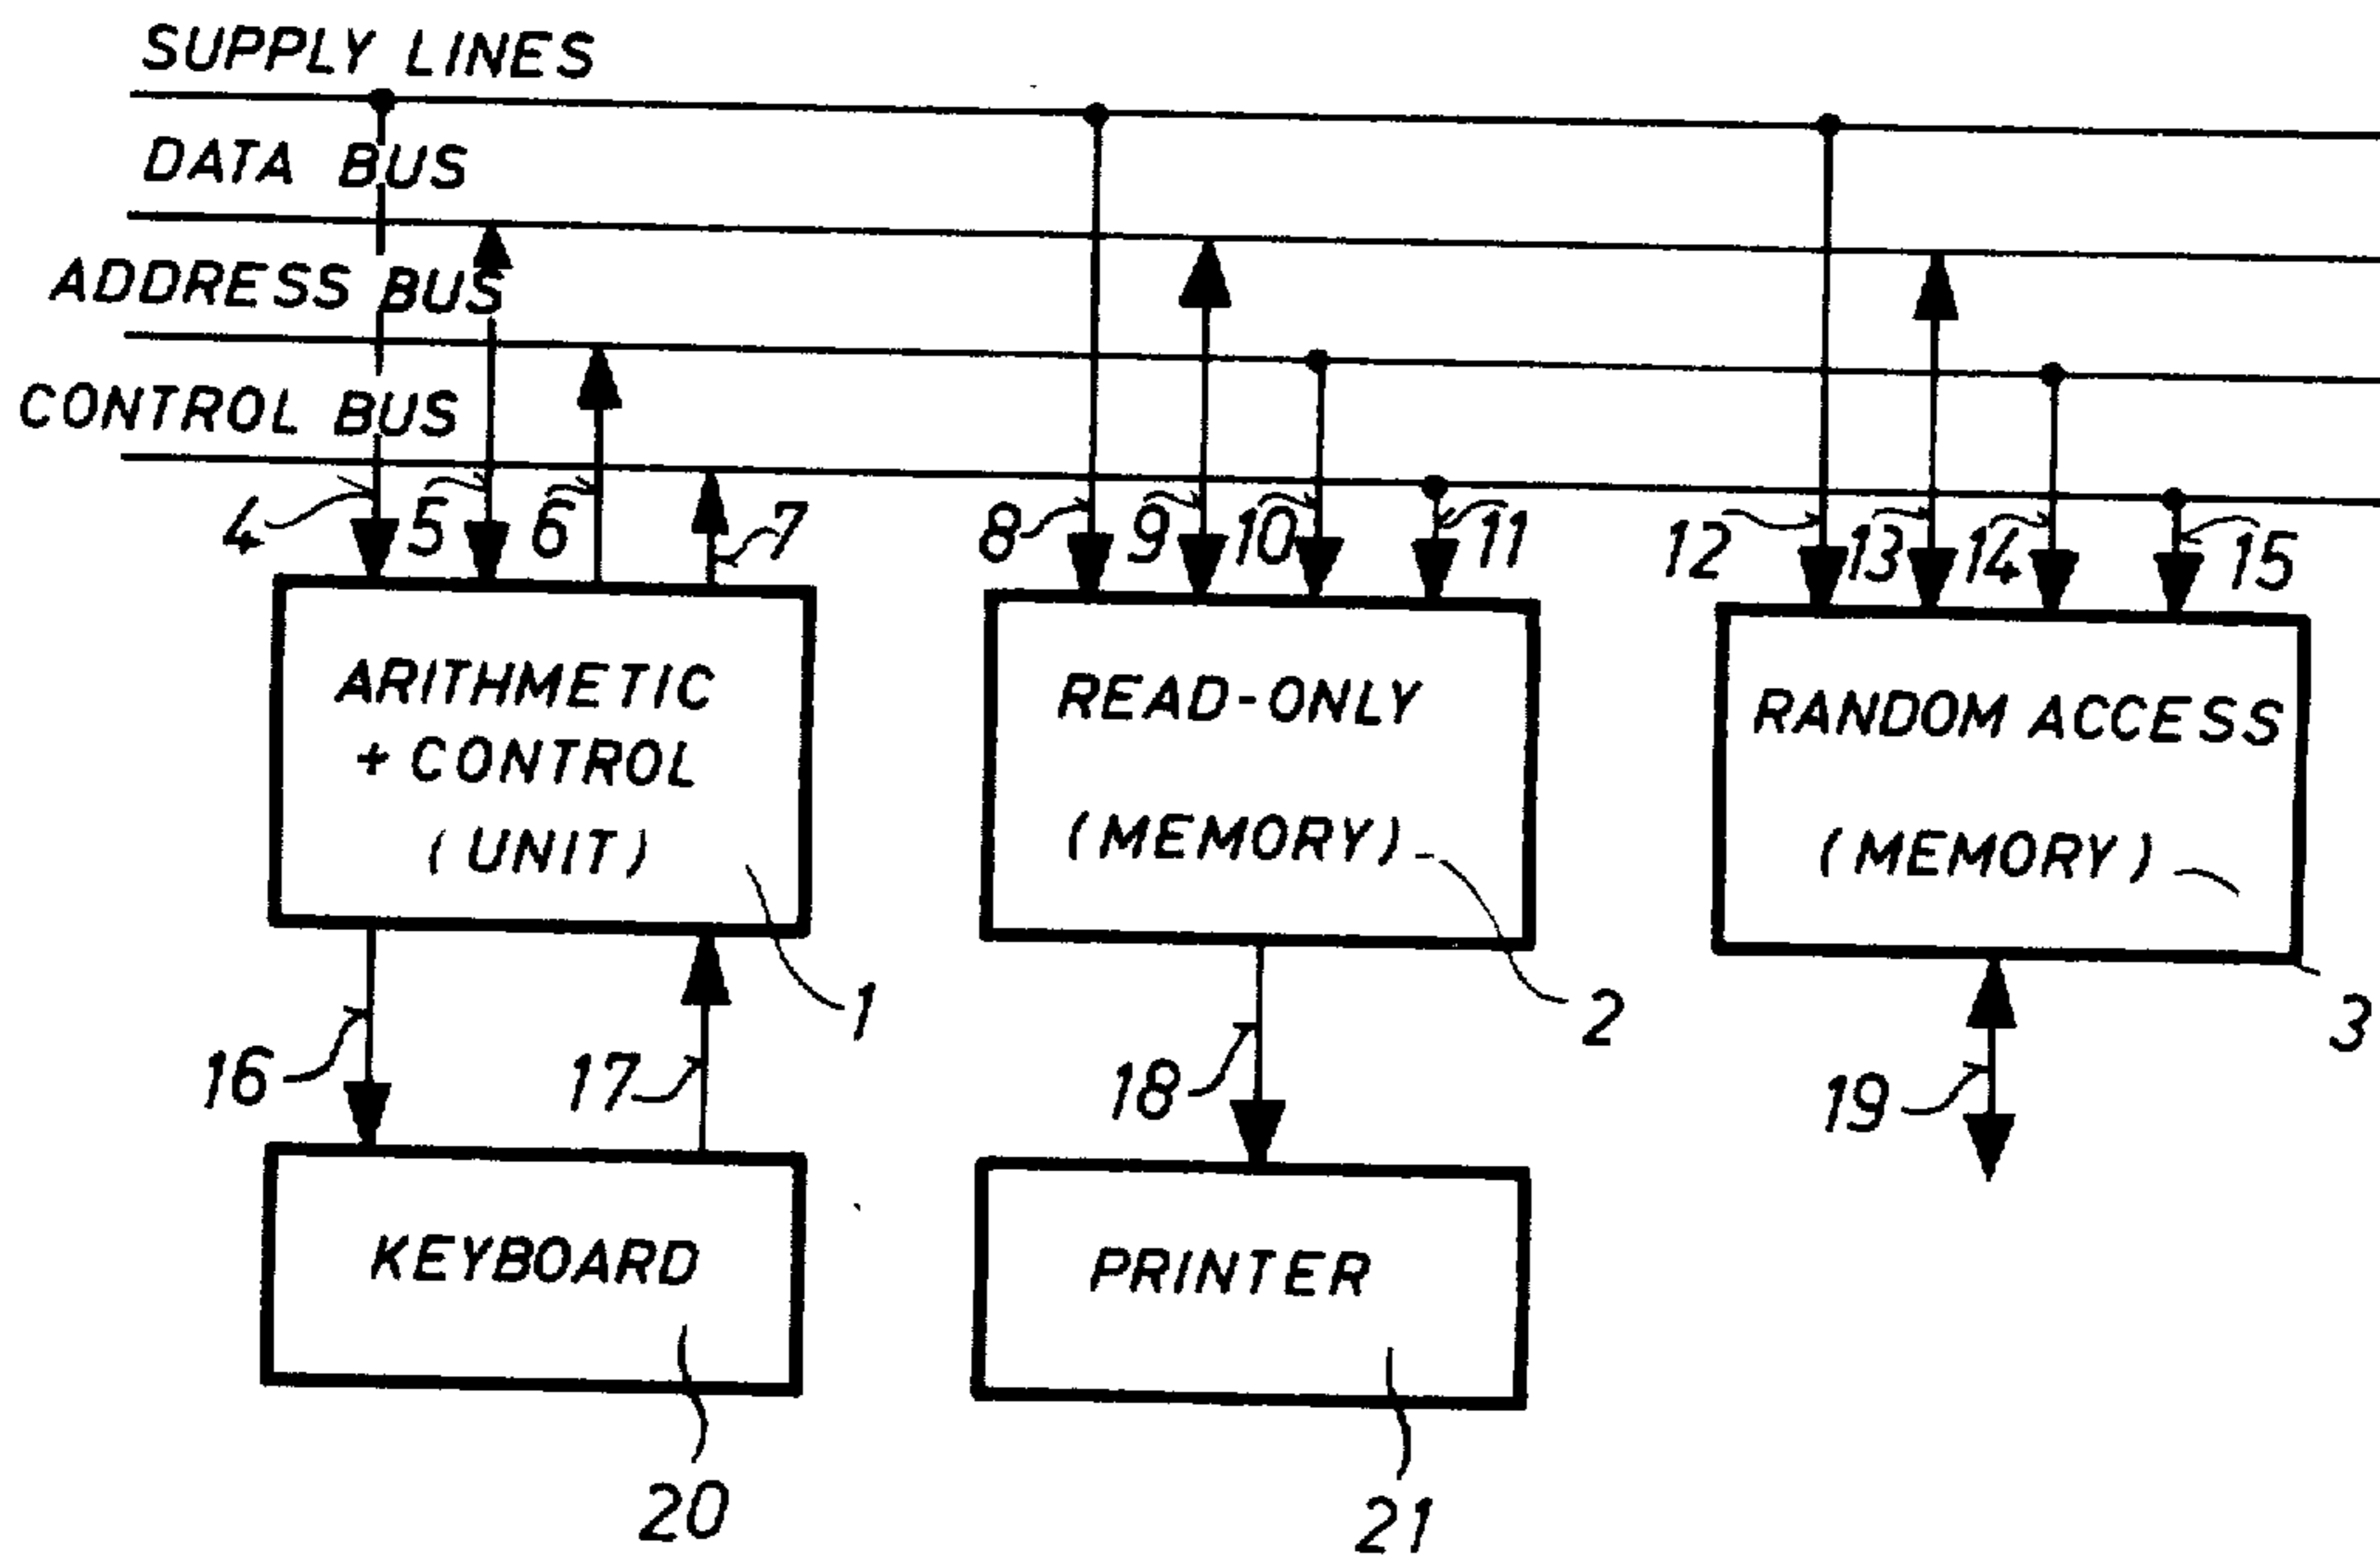 SUPPLY LINES
DATA BUS
ADDRESS BUS
CONTROL BUS
4 5 6 7 8 9 10 11 12 13 14 15
ARITHMETIC
+ CONTROL
(UNIT)
READ-ONLY
(MEMORY)
RANDOM ACCESS
(MEMORY)
1 2 3
16 17 18 19
KEYBOARD
PRINTER
20 21